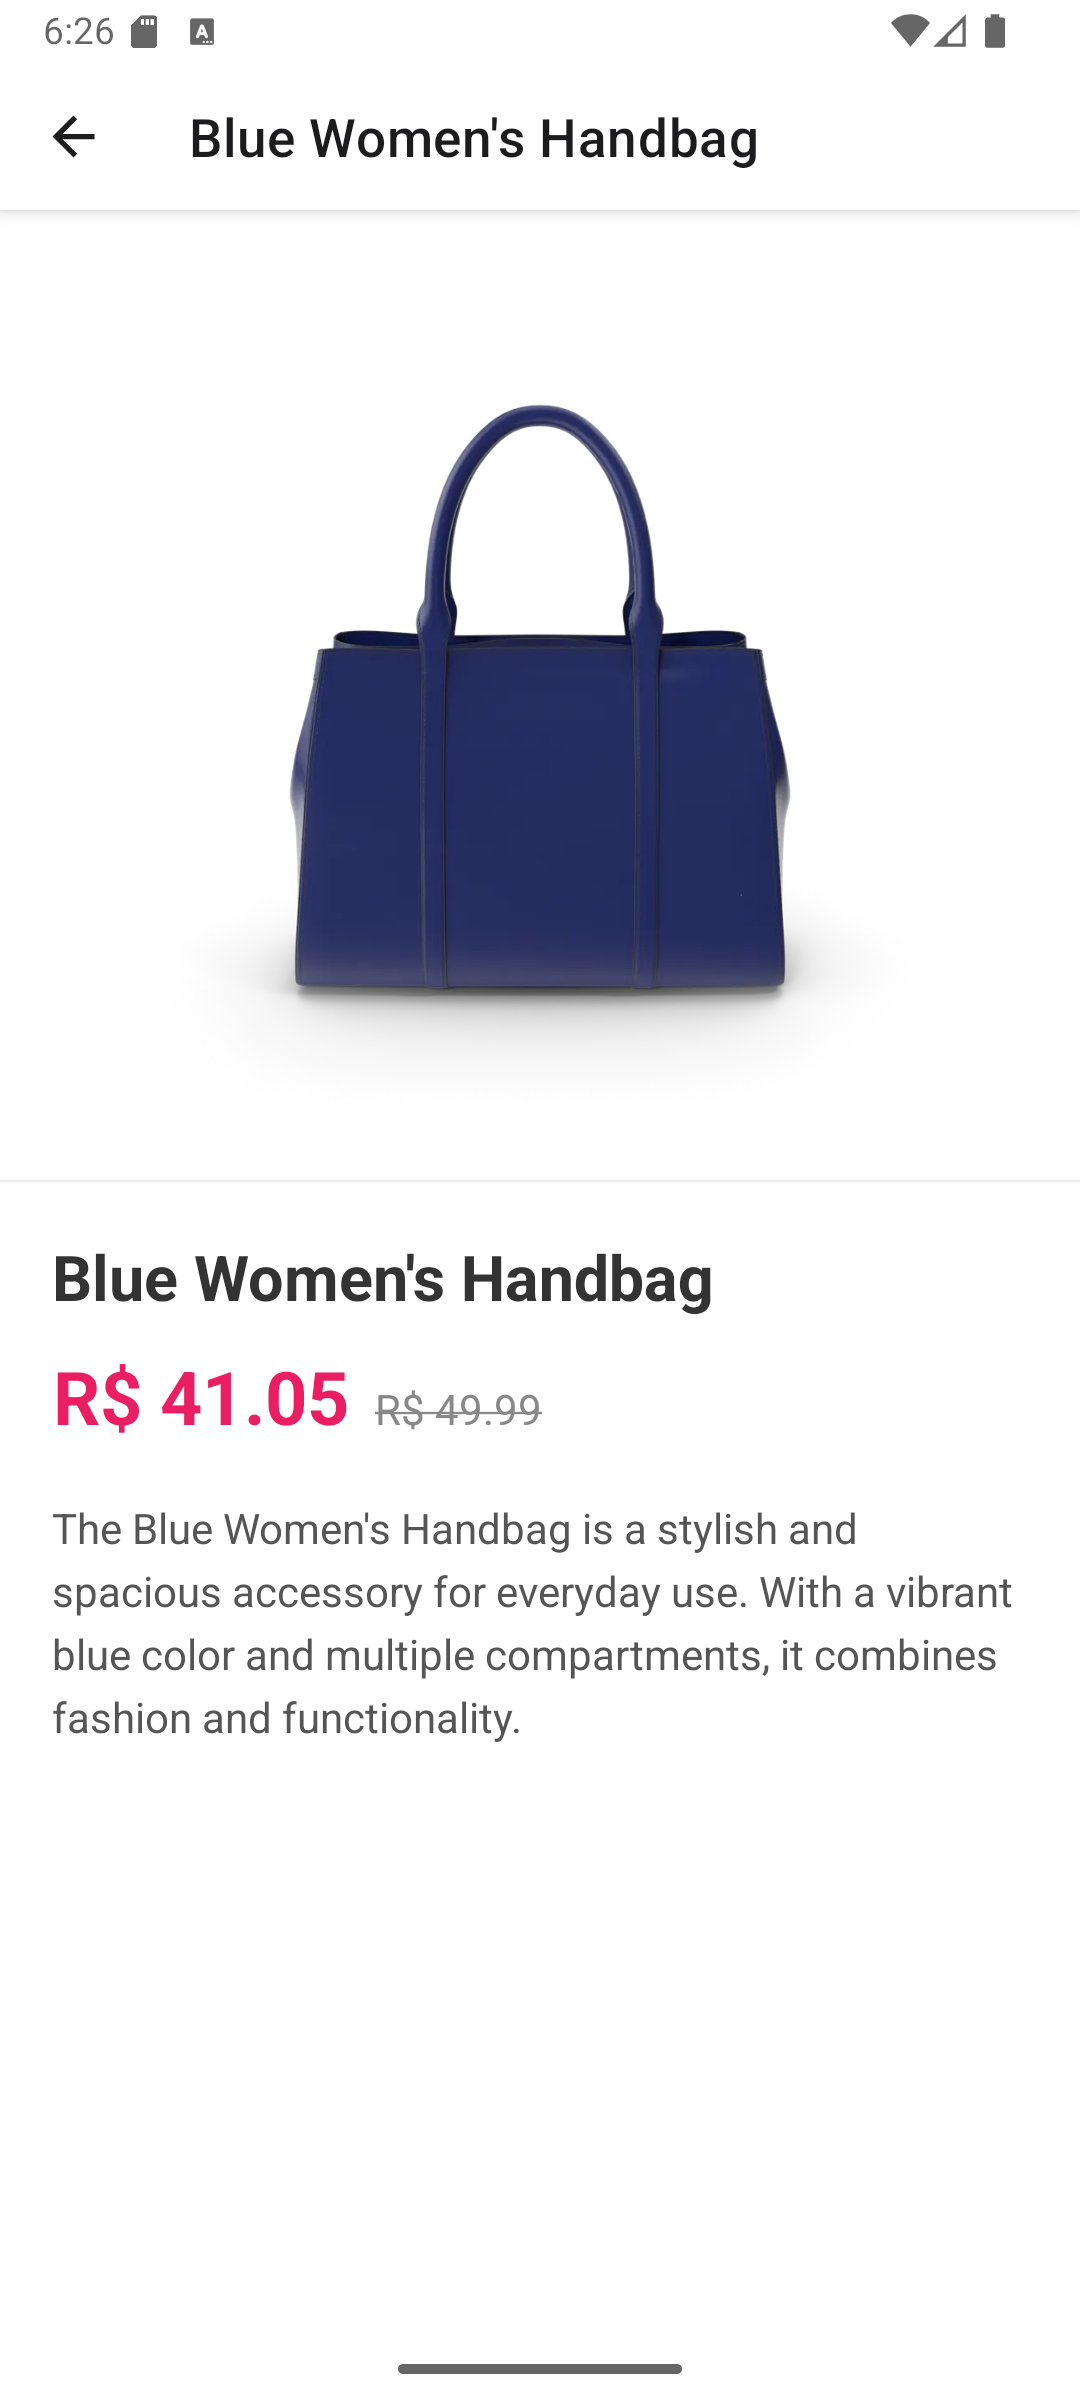 6:26
Blue Women's Handbag
Blue Women's Handbag
R$ 41.05 R$ 49.99
The Blue Women's Handbag is a stylish and
spacious accessory for everyday use. With a vibrant
blue color and multiple compartments, it combines
fashion and functionality.